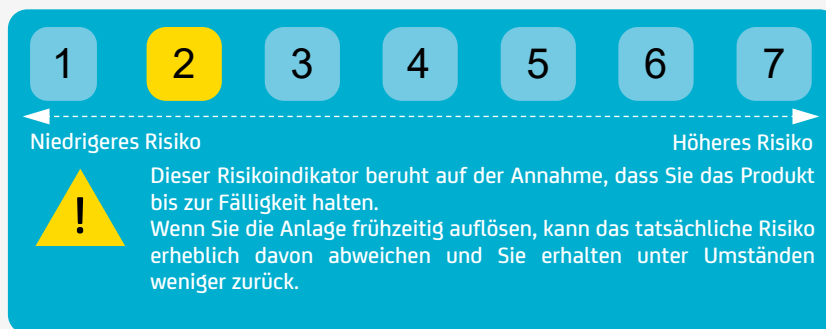 1 2 3 4 5 6 7
Niedrigeres Risiko Höheres Risiko
!
Dieser Risikoindikator beruht auf der Annahme, dass Sie das Produkt
bis zur Fälligkeit halten.
Wenn Sie die Anlage frühzeitig auflösen, kann das tatsächliche Risiko
erheblich davon abweichen und Sie erhalten unter Umständen
weniger zurück.